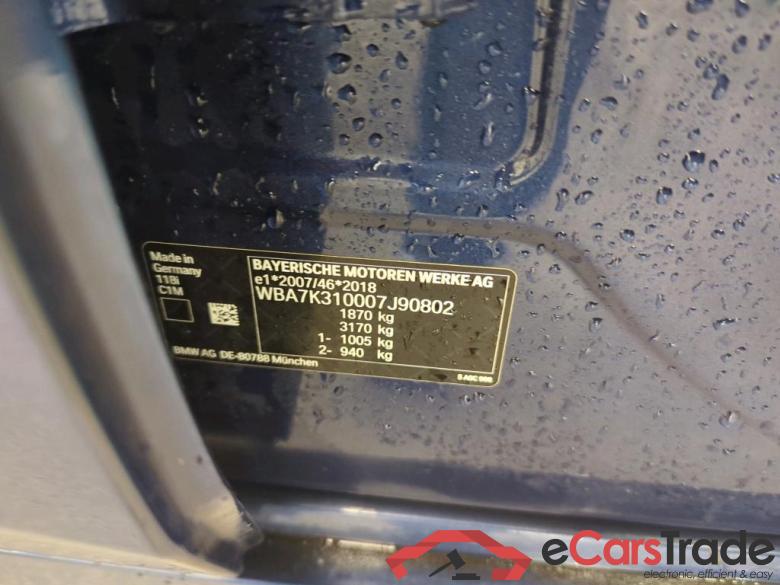 Made in
Germany
118i
C1M
BAYERISCHE MOTOREN WERKE AG
e1*2007/46*2018
WBA7K310007J90802
1870 kg
3170 kg
1- 1005 kg
2- 940 kg
BMW AG DE-80788 München
eCarsTrade
electronic, efficient & easy